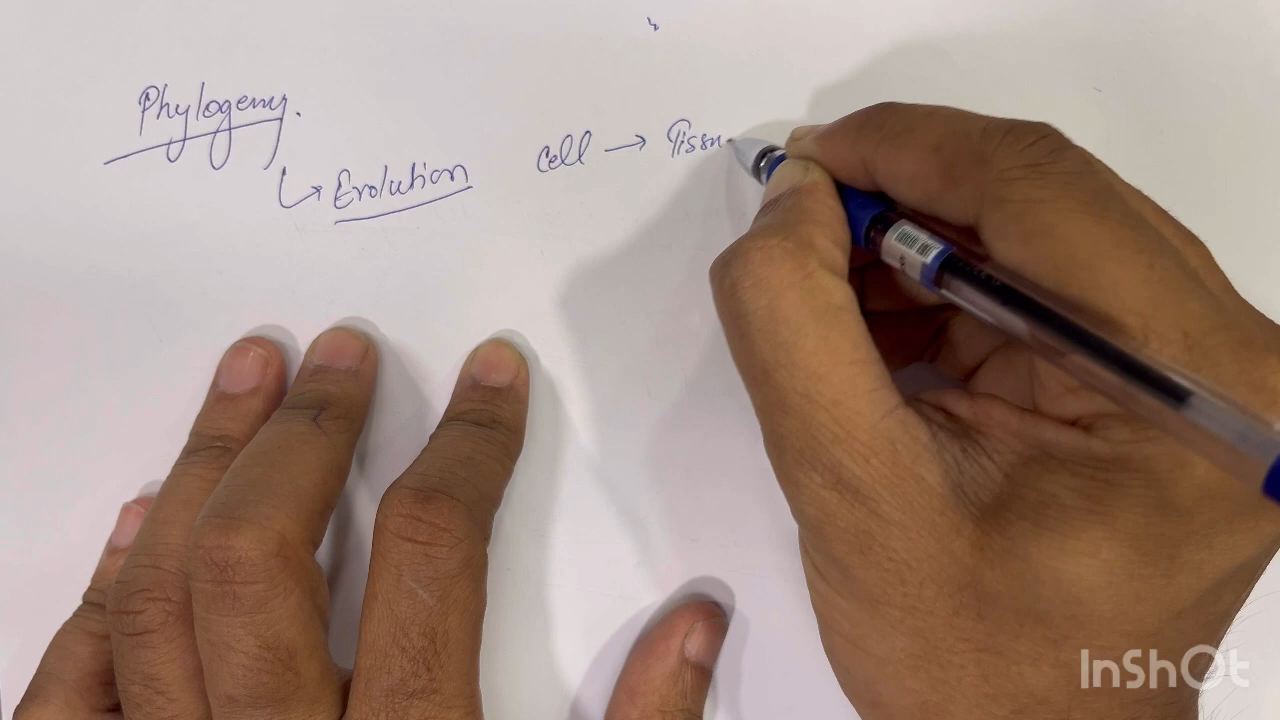 Phylogeny.
↳ Evolution
cell → Tissu
InShOt